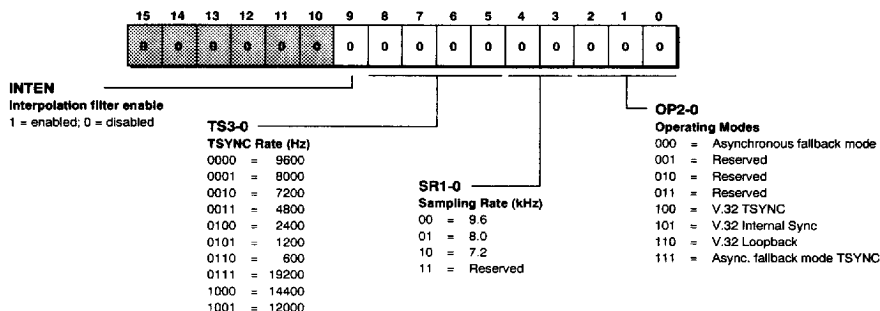 15 14 13 12 11 10 9 8 7 6 5 4 3 2 1 0
0 0 0 0 0 0 0 0 0 0 0 0 0 0 0 0
INTEN
Interpolation filter enable
1 = enabled; 0 = disabled
TS3-0
TSYNC Rate (Hz)
0000 = 9600
0001 = 8000
0010 = 7200
0011 = 4800
0100 = 2400
0101 = 1200
0110 = 600
0111 = 19200
1000 = 14400
1001 = 12000
SR1-0
Sampling Rate (kHz)
00 = 9.6
01 = 8.0
10 = 7.2
11 = Reserved
OP2-0
Operating Modes
000 = Asynchronous fallback mode
001 = Reserved
010 = Reserved
011 = Reserved
100 = V.32 TSYNC
101 = V.32 Internal Sync
110 = V.32 Loopback
111 = Async. fallback mode TSYNC